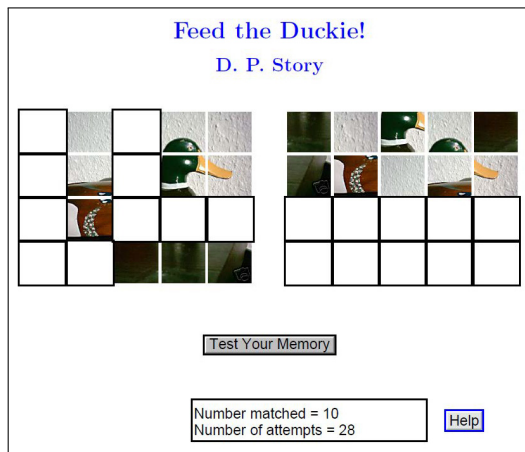 Feed the Duckie!
D. P. Story
Test Your Memory
Number matched = 10
Number of attempts = 28
Help